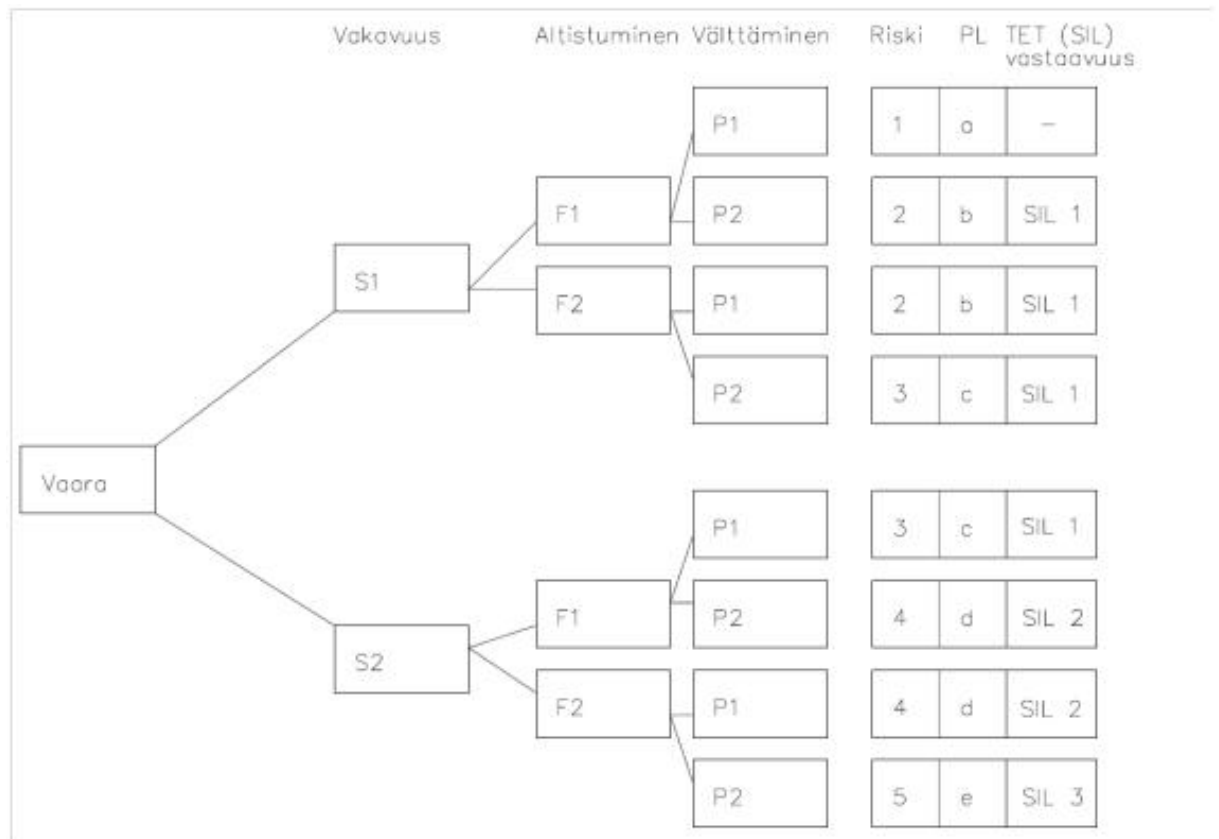 Vakavuus Altistuminen Välttäminen Riski PL TET (SIL)
vastaavuus
P1 1 a –
F1 P2 2 b SIL 1
S1
F2 P1 2 b SIL 1
P2 3 c SIL 1
Vaara
P1 3 c SIL 1
F1 P2 4 d SIL 2
S2
F2 P1 4 d SIL 2
P2 5 e SIL 3